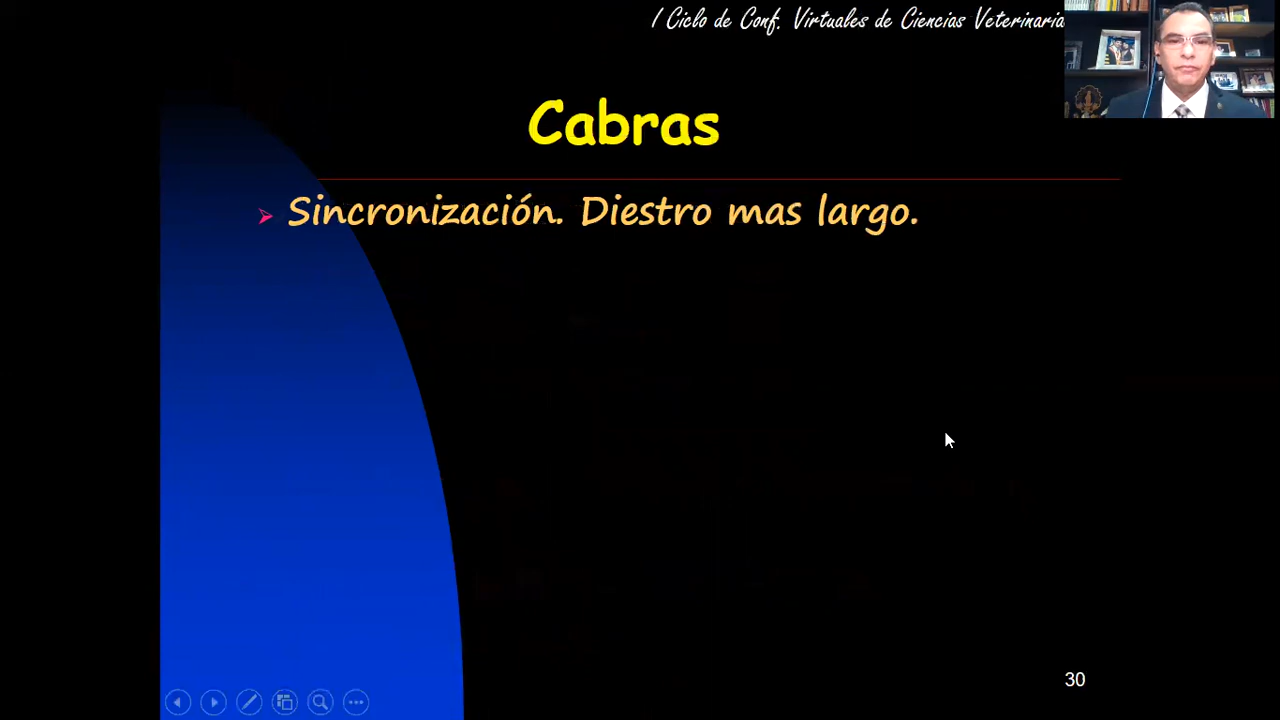 I Ciclo de Conf. Virtuales de Ciencias Veterinaria
Cabras
Sincronización. Diestro mas largo.
30